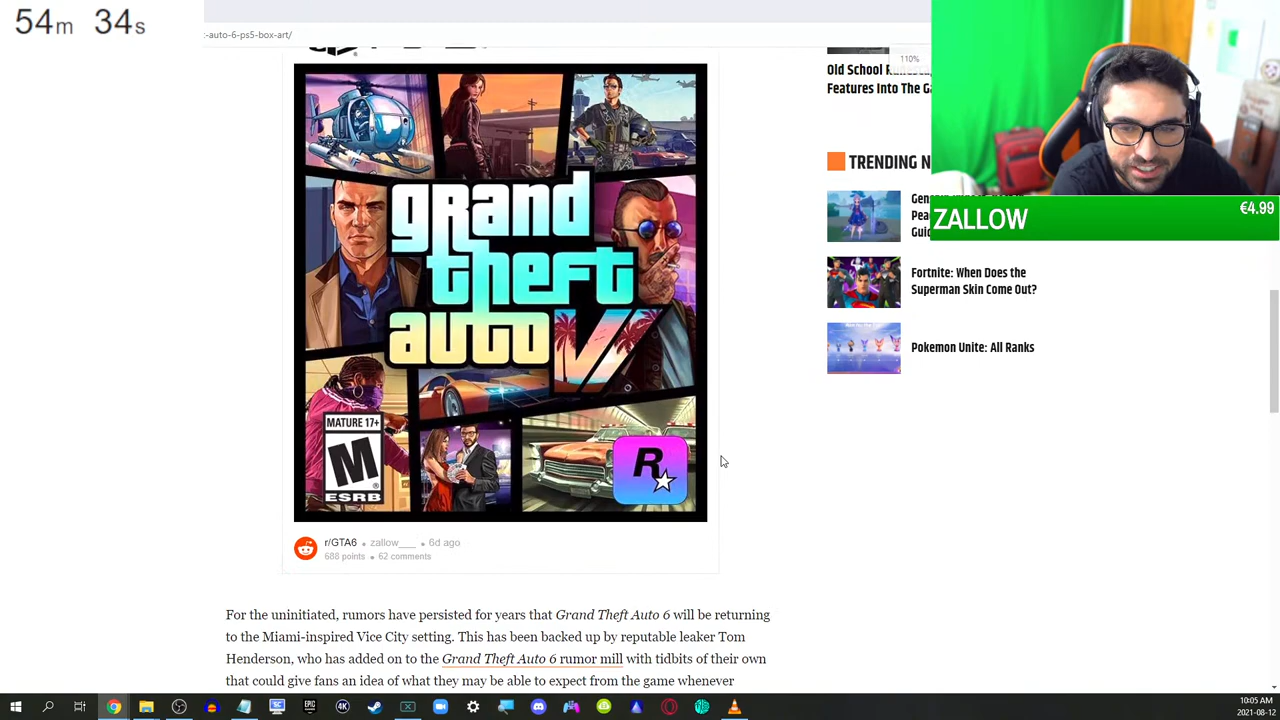 54m 34s
t-auto-6-ps5-box-art/
110%
Old School
Features Into The
TRENDING
Fortnite: When Does the
Superman Skin Come Out?
Pokemon Unite: All Ranks
ZALLOW
€4.99
grand
theft
auto VI
MATURE 17+
M
ESRB
R
r/GTA6 • zallow___ • 6d ago
688 points • 62 comments
For the uninitiated, rumors have persisted for years that Grand Theft Auto 6 will be returning
to the Miami-inspired Vice City setting. This has been backed up by reputable leaker Tom
Henderson, who has added on to the Grand Theft Auto 6 rumor mill with tidbits of their own
that could give fans an idea of what they may be able to expect from the game whenever
10:05 AM
2021-08-12